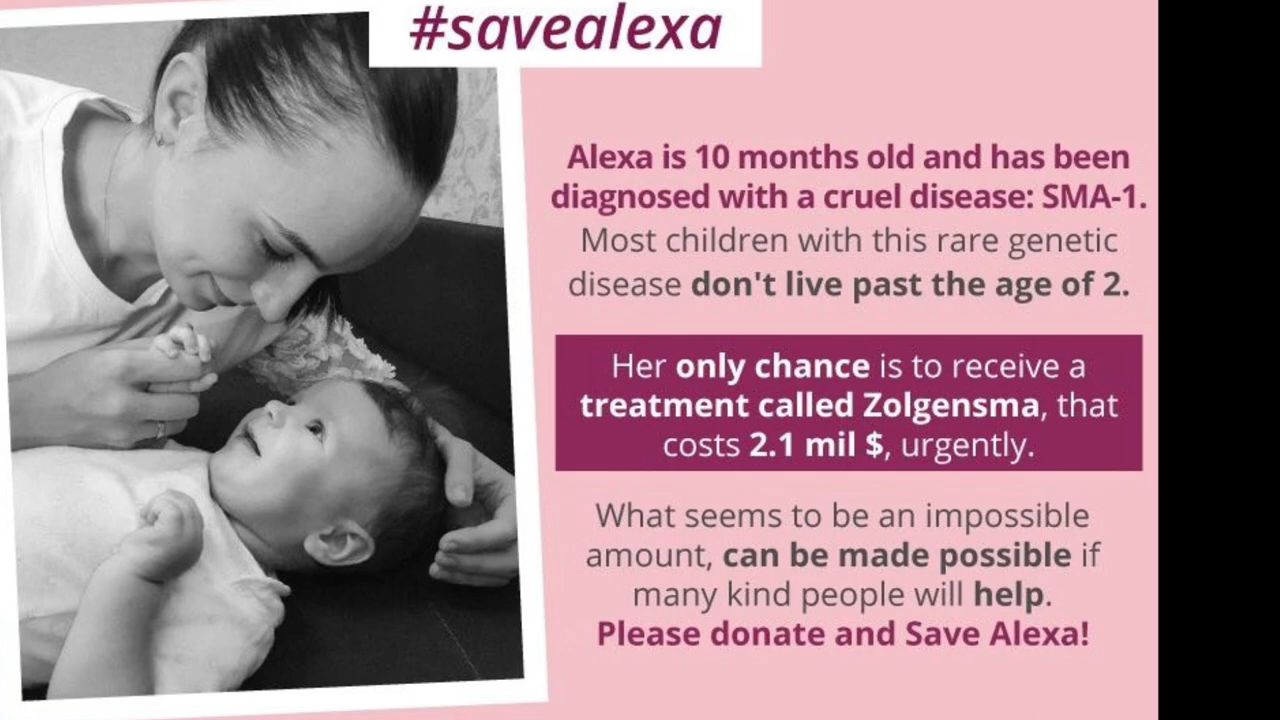 #savealexa
Alexa is 10 months old and has been
diagnosed with a cruel disease: SMA-1.
Most children with this rare genetic
disease don't live past the age of 2.
Her only chance is to receive a
treatment called Zolgensma, that
costs 2.1 mil $, urgently.
What seems to be an impossible
amount, can be made possible if
many kind people will help.
Please donate and Save Alexa!